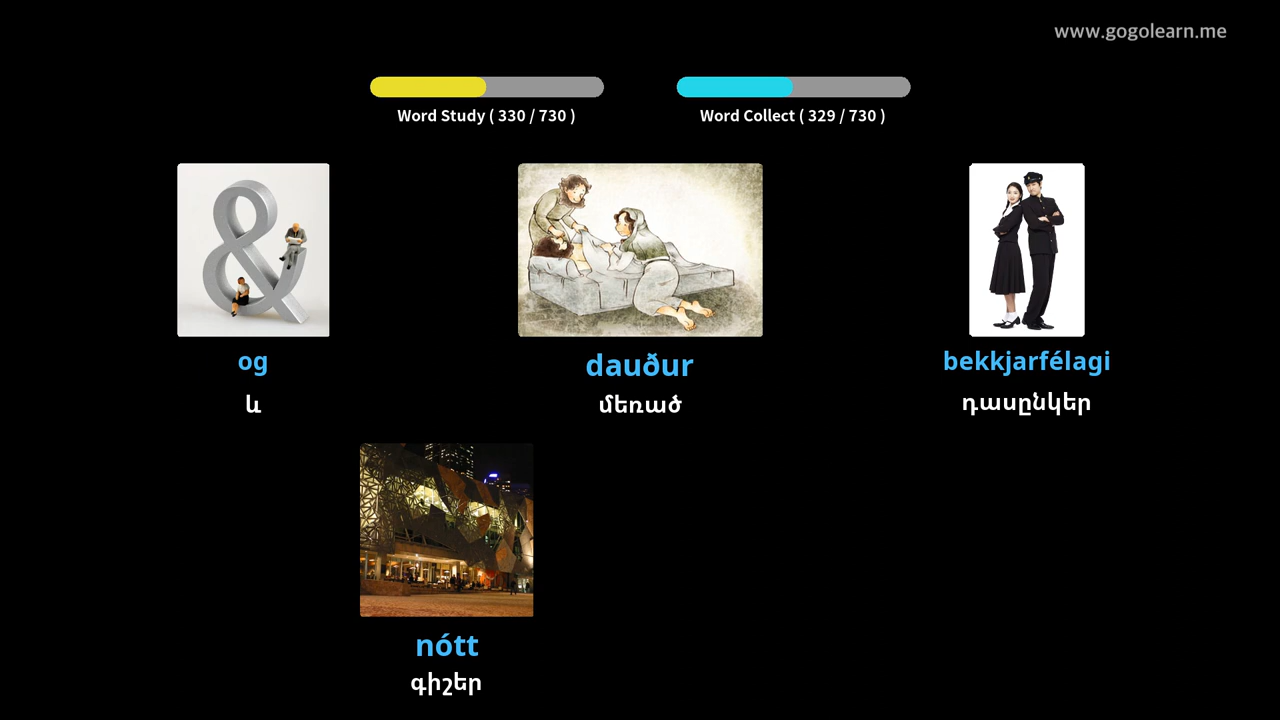 www.gogolearn.me
Word Study ( 330 / 730 )
Word Collect ( 329 / 730 )
&
og
dauður
bekkjarfélagi
և
մեռած
դասընկեր
nótt
գիշեր